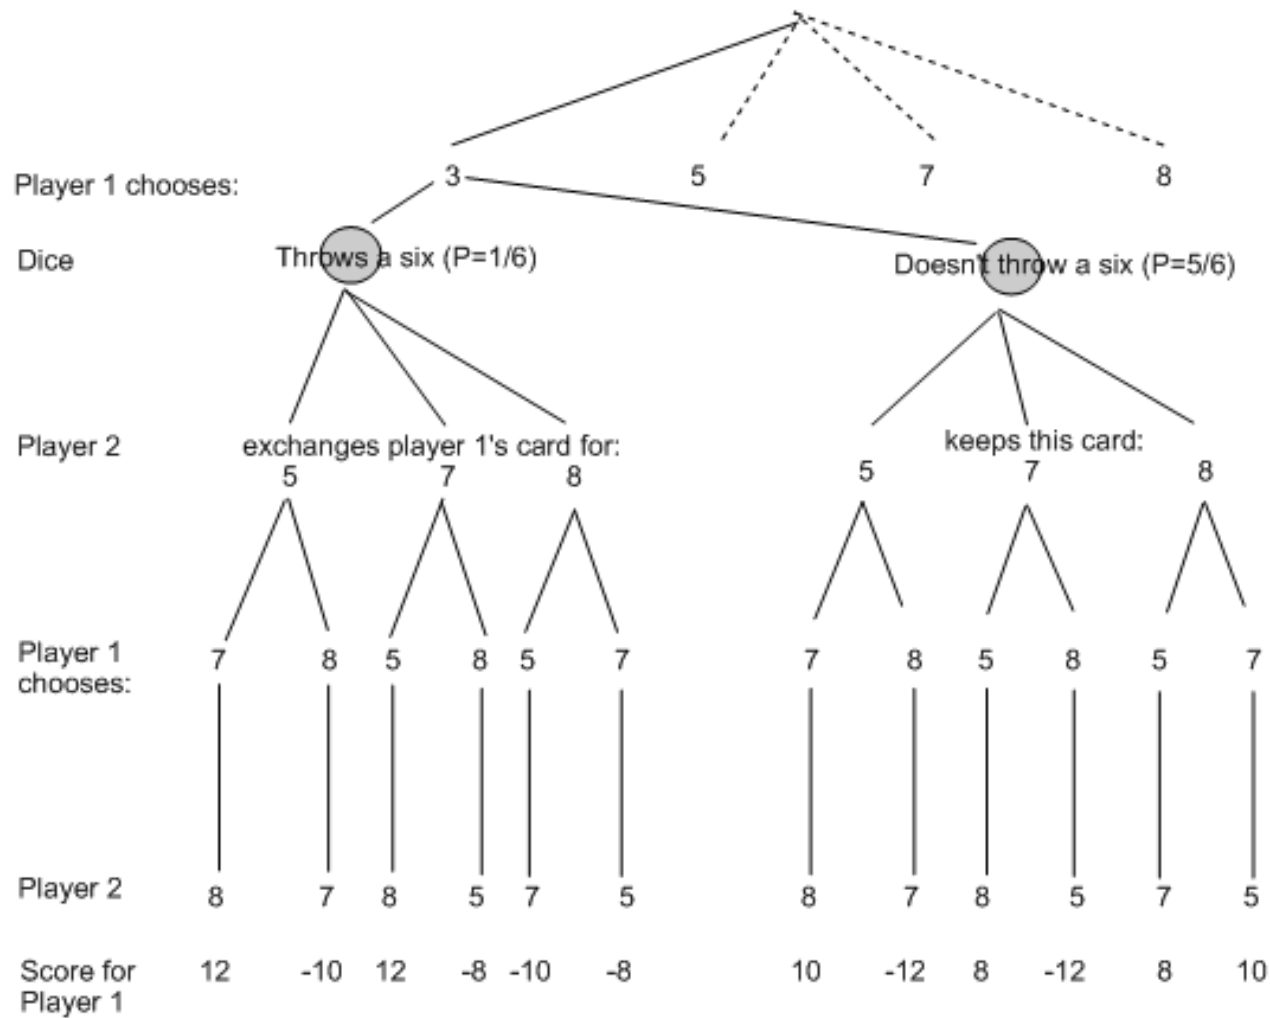 Player 1 chooses: 3 5 7 8
Dice Throws a six (P=1/6) Doesn't throw a six (P=5/6)
Player 2 exchanges player 1's card for: keeps this card:
5 7 8 5 7 8
Player 1
chooses: 7 8 5 8 5 7 7 8 5 8 5 7
Player 2 8 7 8 5 7 5 8 7 8 5 7 5
Score for
Player 1 12 -10 12 -8 -10 -8 10 -12 8 -12 8 10